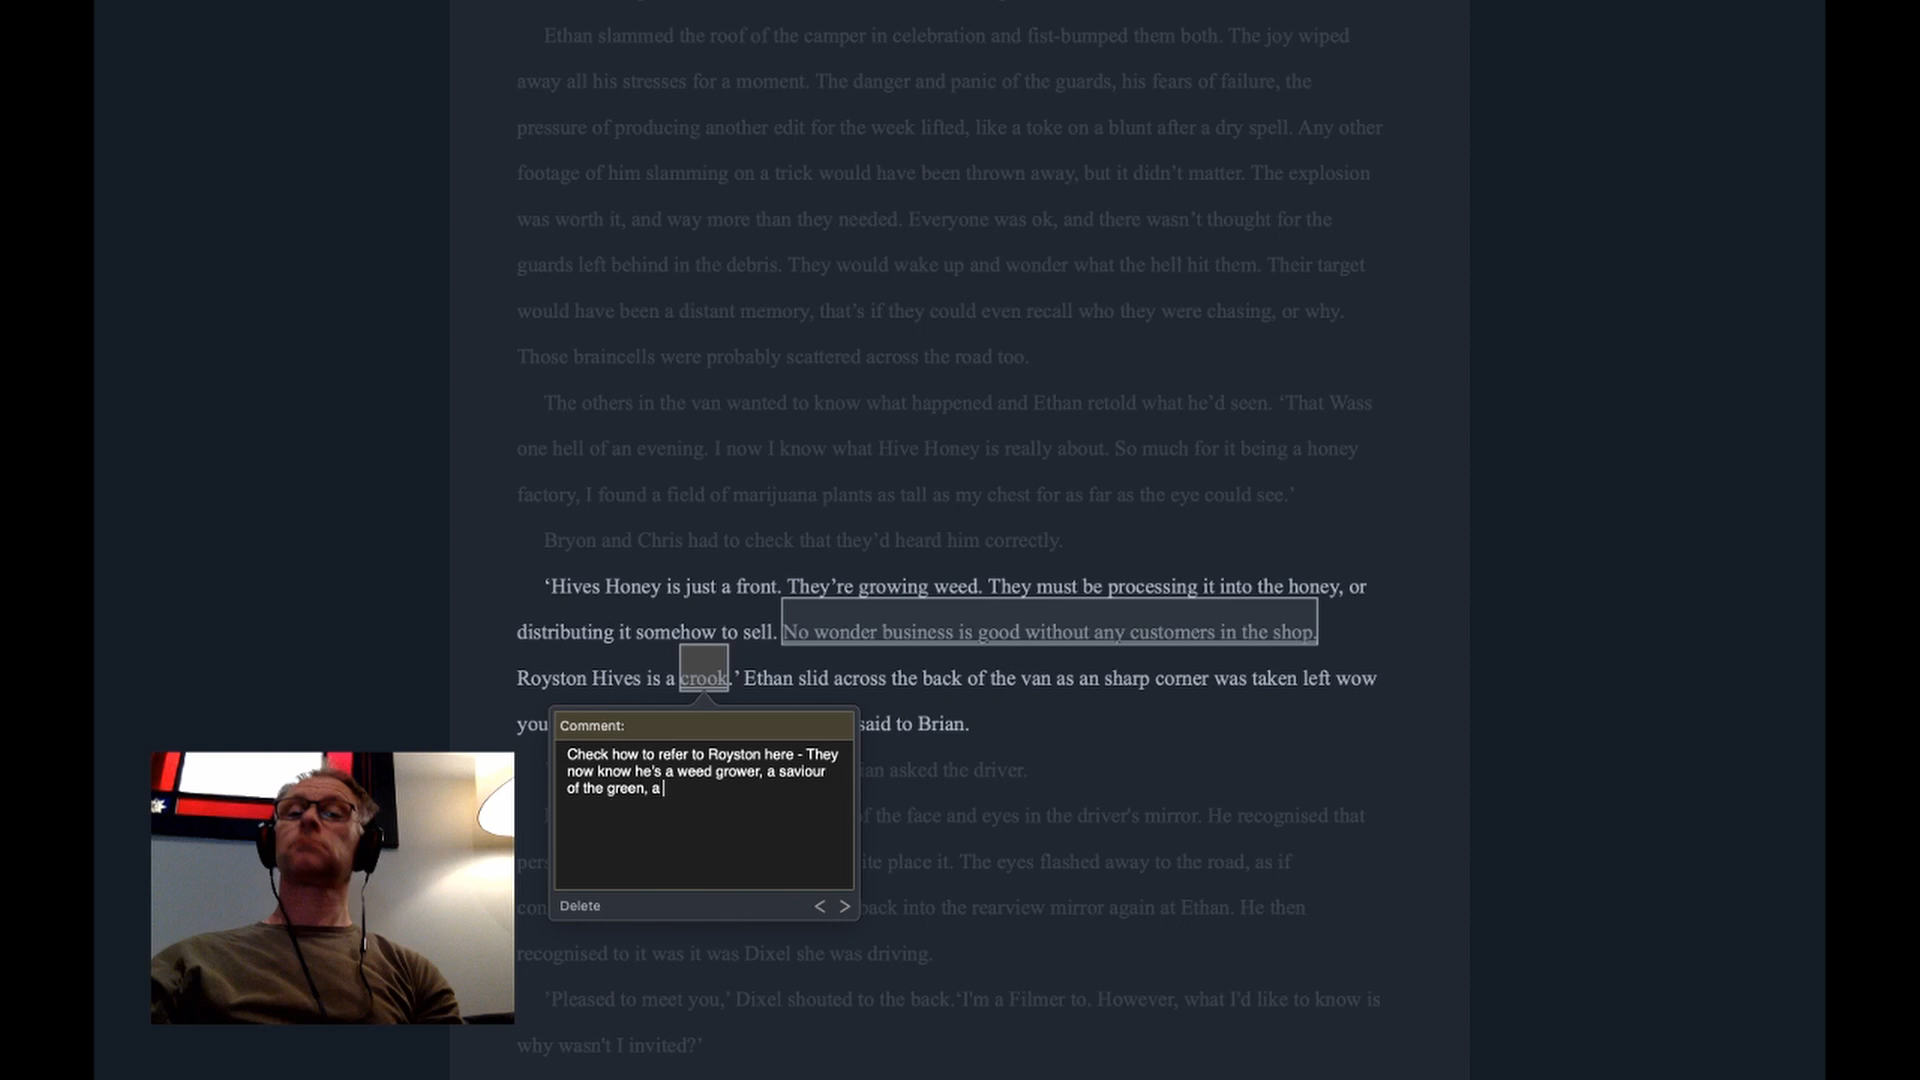 Ethan slammed the roof of the camper in celebration and fist-bumped them both. The joy wiped
away all his stresses for a moment. The danger and panic of the guards, his fears of failure, the
pressure of producing another edit for the week lifted, like a toke on a blunt after a dry spell. Any other
footage of him slamming on a trick would have been thrown away, but it didn’t matter. The explosion
was worth it, and way more than they needed. Everyone was ok, and there wasn’t thought for the
guards left behind in the debris. They would wake up and wonder what the hell hit them. Their target
would have been a distant memory, that’s if they could even recall who they were chasing, or why.
Those braincells were probably scattered across the road too.
The others in the van wanted to know what happened and Ethan retold what he’d seen. ‘That Wass
one hell of an evening. I now I know what Hive Honey is really about. So much for it being a honey
factory, I found a field of marijuana plants as tall as my chest for as far as the eye could see.’
Bryon and Chris had to check that they’d heard him correctly.
‘Hives Honey is just a front. They’re growing weed. They must be processing it into the honey, or
distributing it somehow to sell. No wonder business is good without any customers in the shop.
Royston Hives is a crook.’ Ethan slid across the back of the van as an sharp corner was taken left wow
you said to Brian.
Comment:
Check how to refer to Royston here - They
now know he's a weed grower, a saviour
of the green, a
Delete < >
ian asked the driver.
of the face and eyes in the driver's mirror. He recognised that
pers ite place it. The eyes flashed away to the road, as if
con back into the rearview mirror again at Ethan. He then
recognised to it was it was Dixel she was driving.
’Pleased to meet you,’ Dixel shouted to the back.‘I'm a Filmer to. However, what I'd like to know is
why wasn't I invited?’